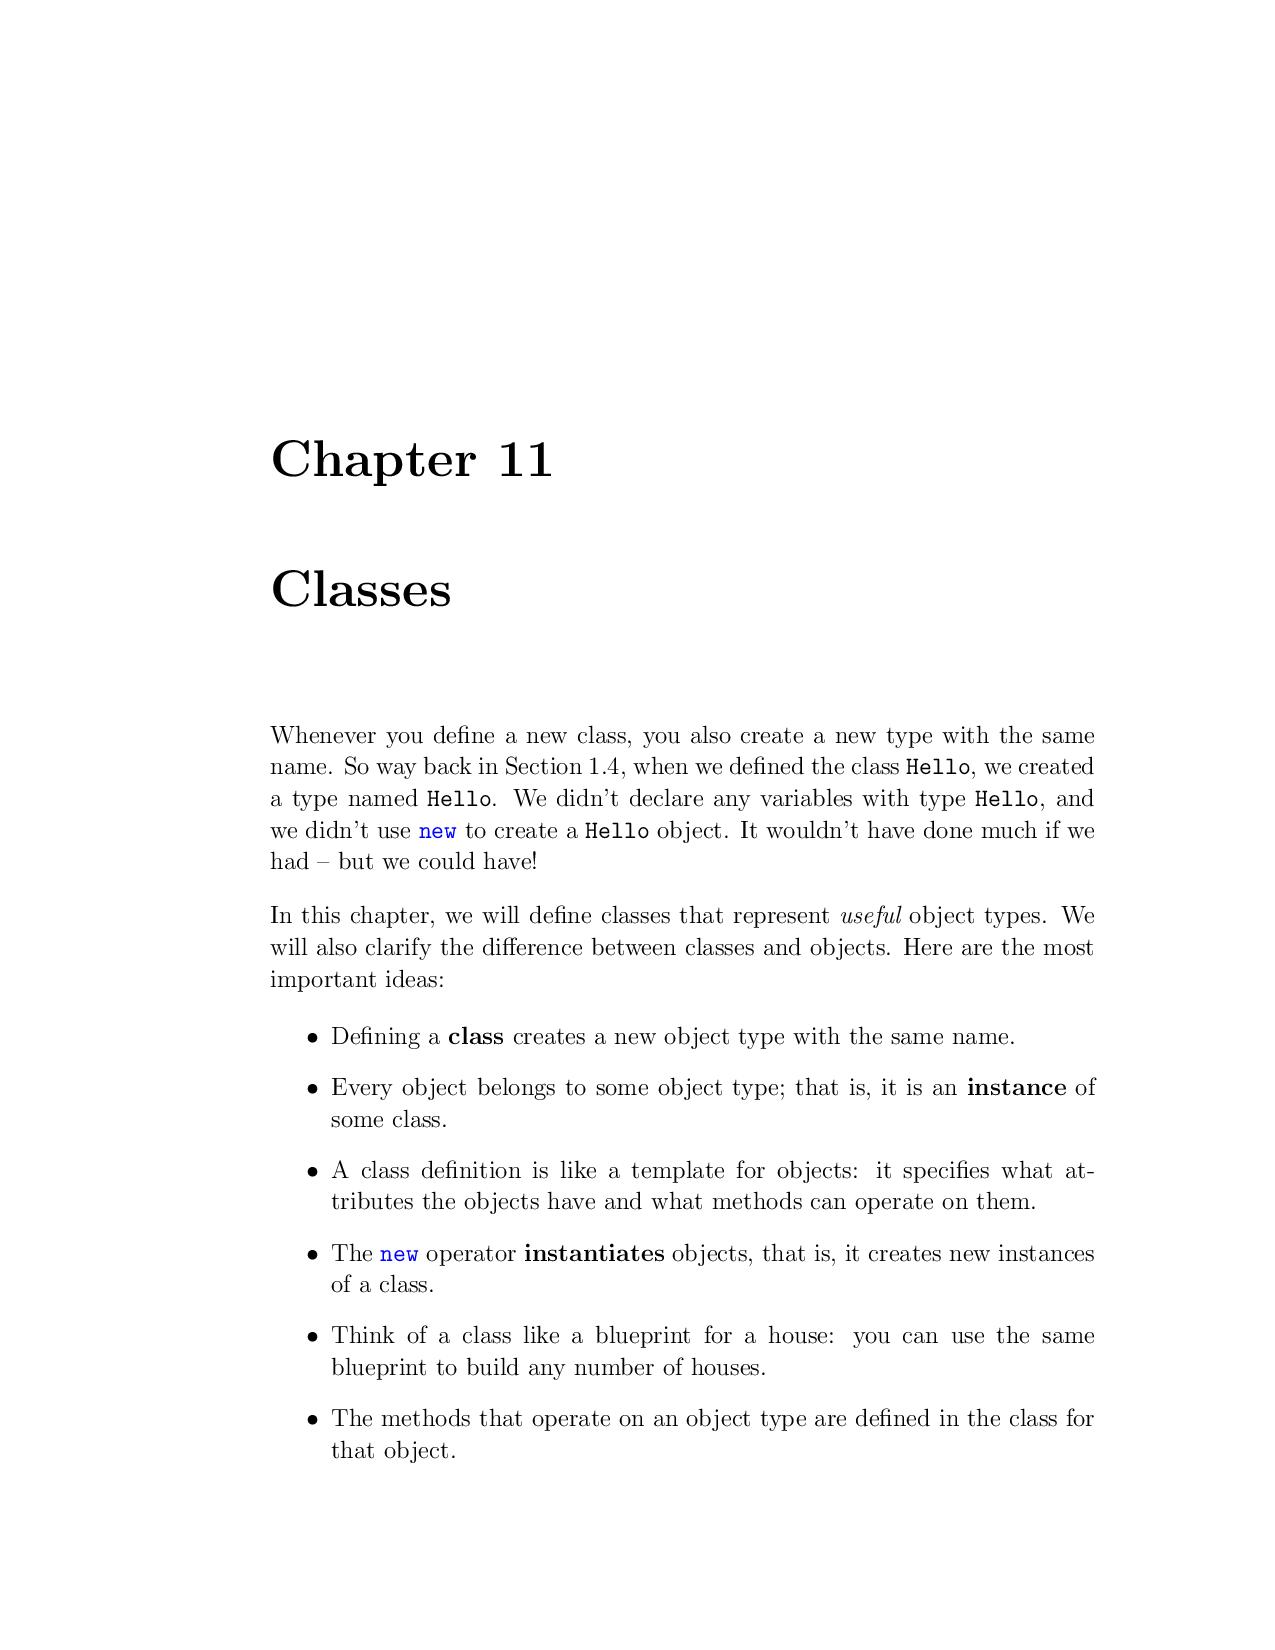 Chapter 11
Classes
Whenever you define a new class, you also create a new type with the same
name. So way back in Section 1.4, when we defined the class Hello, we created
a type named Hello. We didn't declare any variables with type Hello, and
we didn't use new to create a Hello object. It wouldn't have done much if we
had – but we could have!
In this chapter, we will define classes that represent useful object types. We
will also clarify the difference between classes and objects. Here are the most
important ideas:
• Defining a class creates a new object type with the same name.
• Every object belongs to some object type; that is, it is an instance of
some class.
• A class definition is like a template for objects: it specifies what at-
tributes the objects have and what methods can operate on them.
• The new operator instantiates objects, that is, it creates new instances
of a class.
• Think of a class like a blueprint for a house: you can use the same
blueprint to build any number of houses.
• The methods that operate on an object type are defined in the class for
that object.